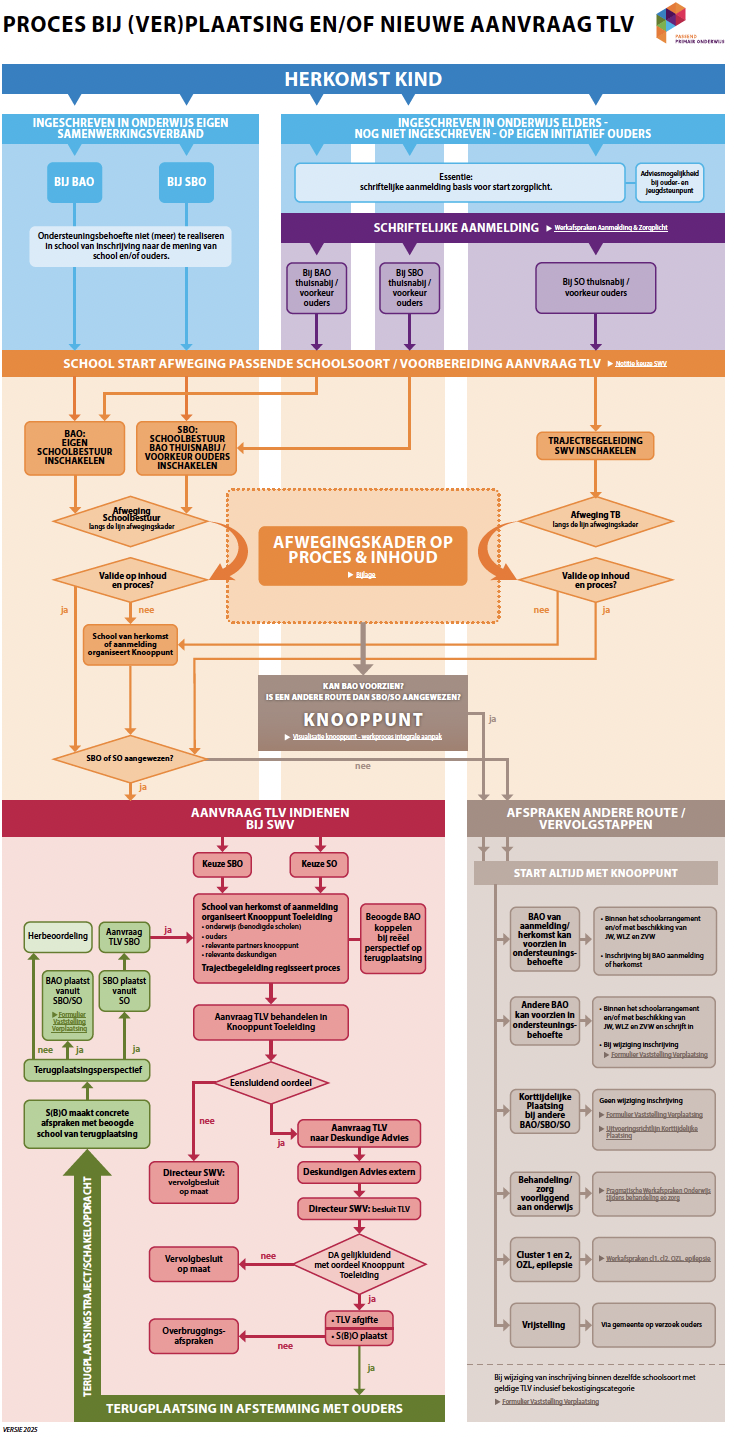 PROCES BIJ (VER)PLAATSING EN/OF NIEUWE AANVRAAG TLV
PASSEND
PRIMAIR ONDERWIJS
HERKOMST KIND
INGESCHREVEN IN ONDERWIJS EIGEN
SAMENWERKINGSVERBAND
INGESCHREVEN IN ONDERWIJS ELDERS -
NOG NIET INGESCHREVEN - OP EIGEN INITIATIEF OUDERS
BIJ BAO
BIJ SBO
Essentie:
schriftelijke aanmelding basis voor start zorgplicht.
Adviesmogelijkheid
bij ouder- en
jeugdsteunpunt
Ondersteuningsbehoefte niet (meer) te realiseren
in school van inschrijving naar de mening van
school en/of ouders.
SCHRIFTELIJKE AANMELDING ▶ Werkafspraken Aanmelding & Zorgplicht
Bij BAO
thuisnabij /
voorkeur
ouders
Bij SBO
thuisnabij /
voorkeur
ouders
Bij SO thuisnabij /
voorkeur ouders
SCHOOL START AFWEGING PASSENDE SCHOOLSOORT / VOORBEREIDING AANVRAAG TLV ▶ Notitie keuze SWV
BAO:
EIGEN
SCHOOLBESTUUR
INSCHAKELEN
SBO:
SCHOOLBESTUUR
BAO THUISNABIJ /
VOORKEUR OUDERS
INSCHAKELEN
TRAJECTBEGELEIDING
SWV INSCHAKELEN
Afweging
Schoolbestuur
langs de lijn afwegingskader
AFWEGINGSKADER OP
PROCES & INHOUD
▶ Bijlage
Afweging TB
langs de lijn afwegingskader
Valide op inhoud
en proces?
Valide op inhoud
en proces?
ja
nee
nee
ja
School van herkomst
of aanmelding
organiseert Knooppunt
KAN BAO VOORZIEN?
IS EEN ANDERE ROUTE DAN SBO/SO AANGEWEZEN?
KNOOPPUNT
▶ Visualisatie knooppunt - werkproces integrale aanpak
ja
SBO of SO aangewezen?
nee
ja
AANVRAAG TLV INDIENEN
BIJ SWV
AFSPRAKEN ANDERE ROUTE /
VERVOLGSTAPPEN
Keuze SBO
Keuze SO
START ALTIJD MET KNOOPPUNT
School van herkomst of aanmelding
organiseert Knooppunt Toeleiding
• onderwijs (benodigde scholen)
• ouders
• relevante partners knooppunt
• relevante deskundigen
Trajectbegeleiding regisseert proces
Beoogde BAO
koppelen
bij reëel
perspectief op
terugplaatsing
Herbeoordeling
Aanvraag
TLV SBO
ja
BAO plaatst
vanuit
SBO/SO
▶ Formulier
Vaststelling
Verplaatsing
SBO plaatst
vanuit
SO
nee
ja
ja
Terugplaatsingsperspectief
S(B)O maakt concrete
afspraken met beoogde
school van terugplaatsing
TERUGPLAATSINGSTRAJECT/SCHAKELOPDRACHT
Aanvraag TLV behandelen in
Knooppunt Toeleiding
Eensluidend oordeel
nee
ja
Aanvraag TLV
naar Deskundige Advies
Directeur SWV:
vervolgbesluit
op maat
Deskundigen Advies extern
Directeur SWV: besluit TLV
Vervolgbesluit
op maat
nee
DA gelijkluidend
met oordeel Knooppunt
Toeleiding
ja
Overbruggings-
afspraken
nee
• TLV afgifte
• S(B)O plaatst
ja
TERUGPLAATSING IN AFSTEMMING MET OUDERS
BAO van
aanmelding/
herkomst kan
voorzien in
ondersteunings-
behoefte
• Binnen het schoolarrangement
en/of met beschikking van
JW, WLZ en ZVW
• Inschrijving bij BAO aanmelding
of herkomst
Andere BAO
kan voorzien in
ondersteunings-
behoefte
• Binnen het schoolarrangement
en/of met beschikking van
JW, WLZ en ZVW en schrijft in
• Bij wijziging inschrijving
▶ Formulier Vaststelling Verplaatsing
Korttijdelijke
Plaatsing
bij andere
BAO/SBO/SO
Geen wijziging inschrijving
▶ Formulier Vaststelling Verplaatsing
▶ Uitvoeringsrichtlijn Korttijdelijke
Plaatsing
Behandeling/
zorg
voorliggend
aan onderwijs
▶ Pragmatische Werkafspraken Onderwijs
tijdens behandeling en zorg
Cluster 1 en 2,
OZL, epilepsie
▶ Werkafspraken cl1, cl2, OZL, epilepsie
Vrijstelling
Via gemeente op verzoek ouders
Bij wijziging van inschrijving binnen dezelfde schoolsoort met
geldige TLV inclusief bekostigingscategorie
▶ Formulier Vaststelling Verplaatsing
VERSIE 2025